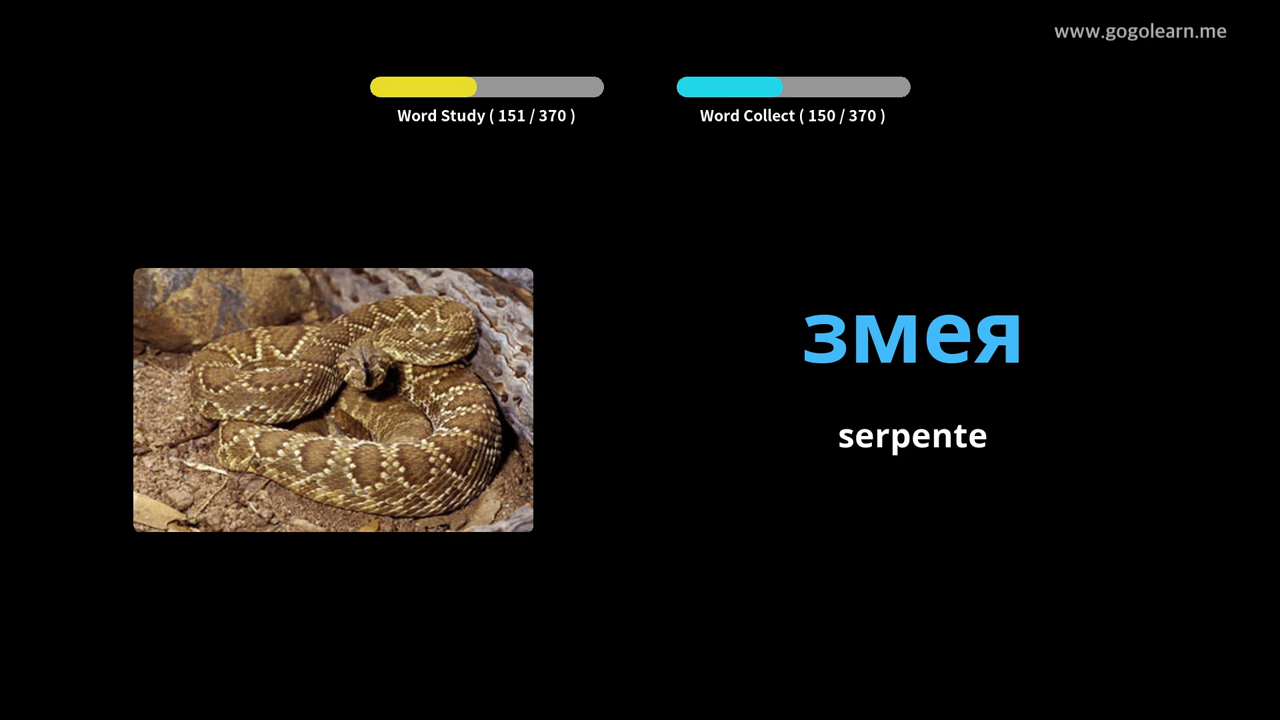 www.gogolearn.me
Word Study ( 151 / 370 )
Word Collect ( 150 / 370 )
змея
serpente